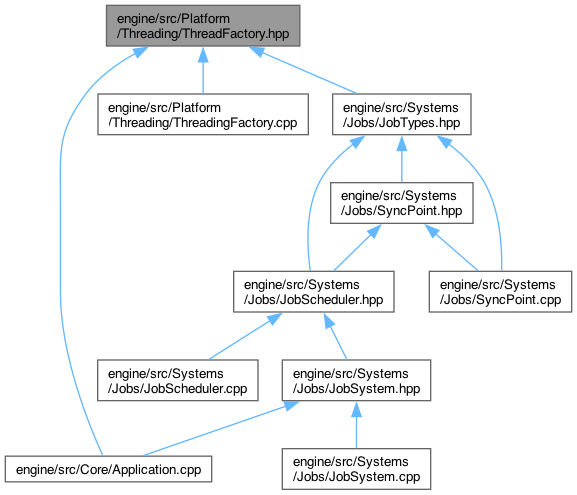 engine/src/Platform
/Threading/ThreadFactory.hpp
engine/src/Platform
/Threading/ThreadingFactory.cpp
engine/src/Systems
/Jobs/JobTypes.hpp
engine/src/Systems
/Jobs/SyncPoint.hpp
engine/src/Systems
/Jobs/JobScheduler.hpp
engine/src/Systems
/Jobs/SyncPoint.cpp
engine/src/Systems
/Jobs/JobScheduler.cpp
engine/src/Systems
/Jobs/JobSystem.hpp
engine/src/Core/Application.cpp
engine/src/Systems
/Jobs/JobSystem.cpp